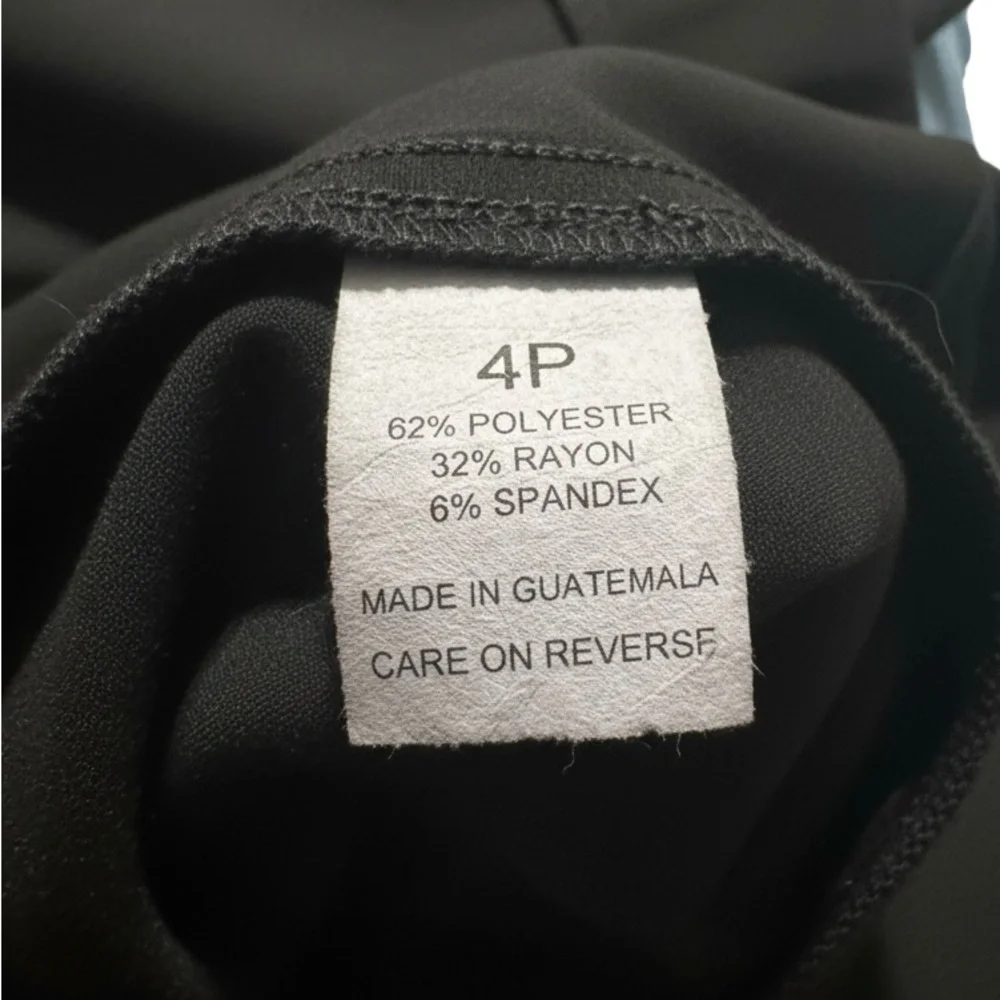 4P
62% POLYESTER
32% RAYON
6% SPANDEX
MADE IN GUATEMALA
CARE ON REVERSE